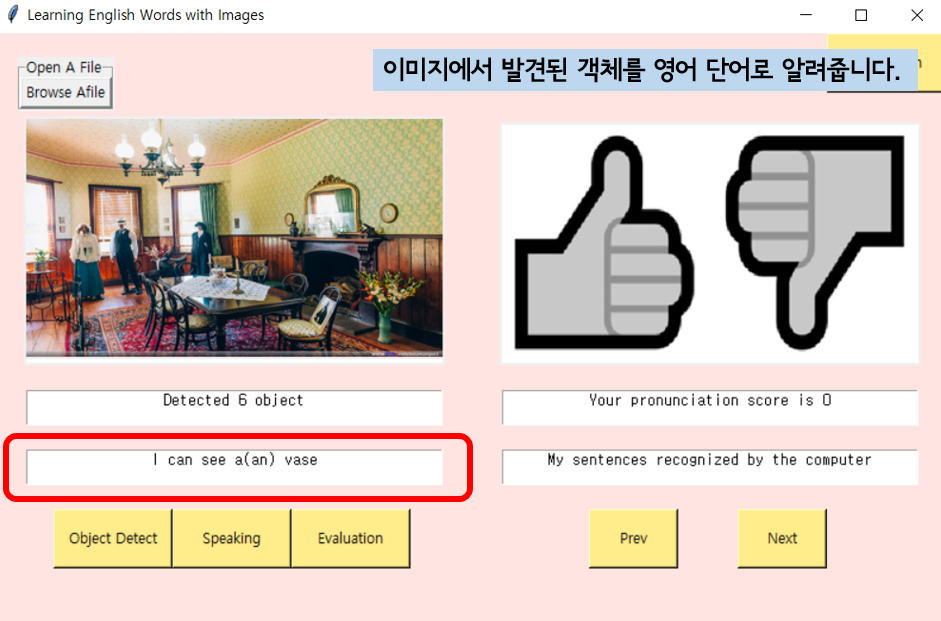 Learning English Words with Images
Open A File
Browse Afile
이미지에서 발견된 객체를 영어 단어로 알려줍니다.
Detected 6 object
Your pronunciation score is 0
I can see a(an) vase
My sentences recognized by the computer
Object Detect
Speaking
Evaluation
Prev
Next